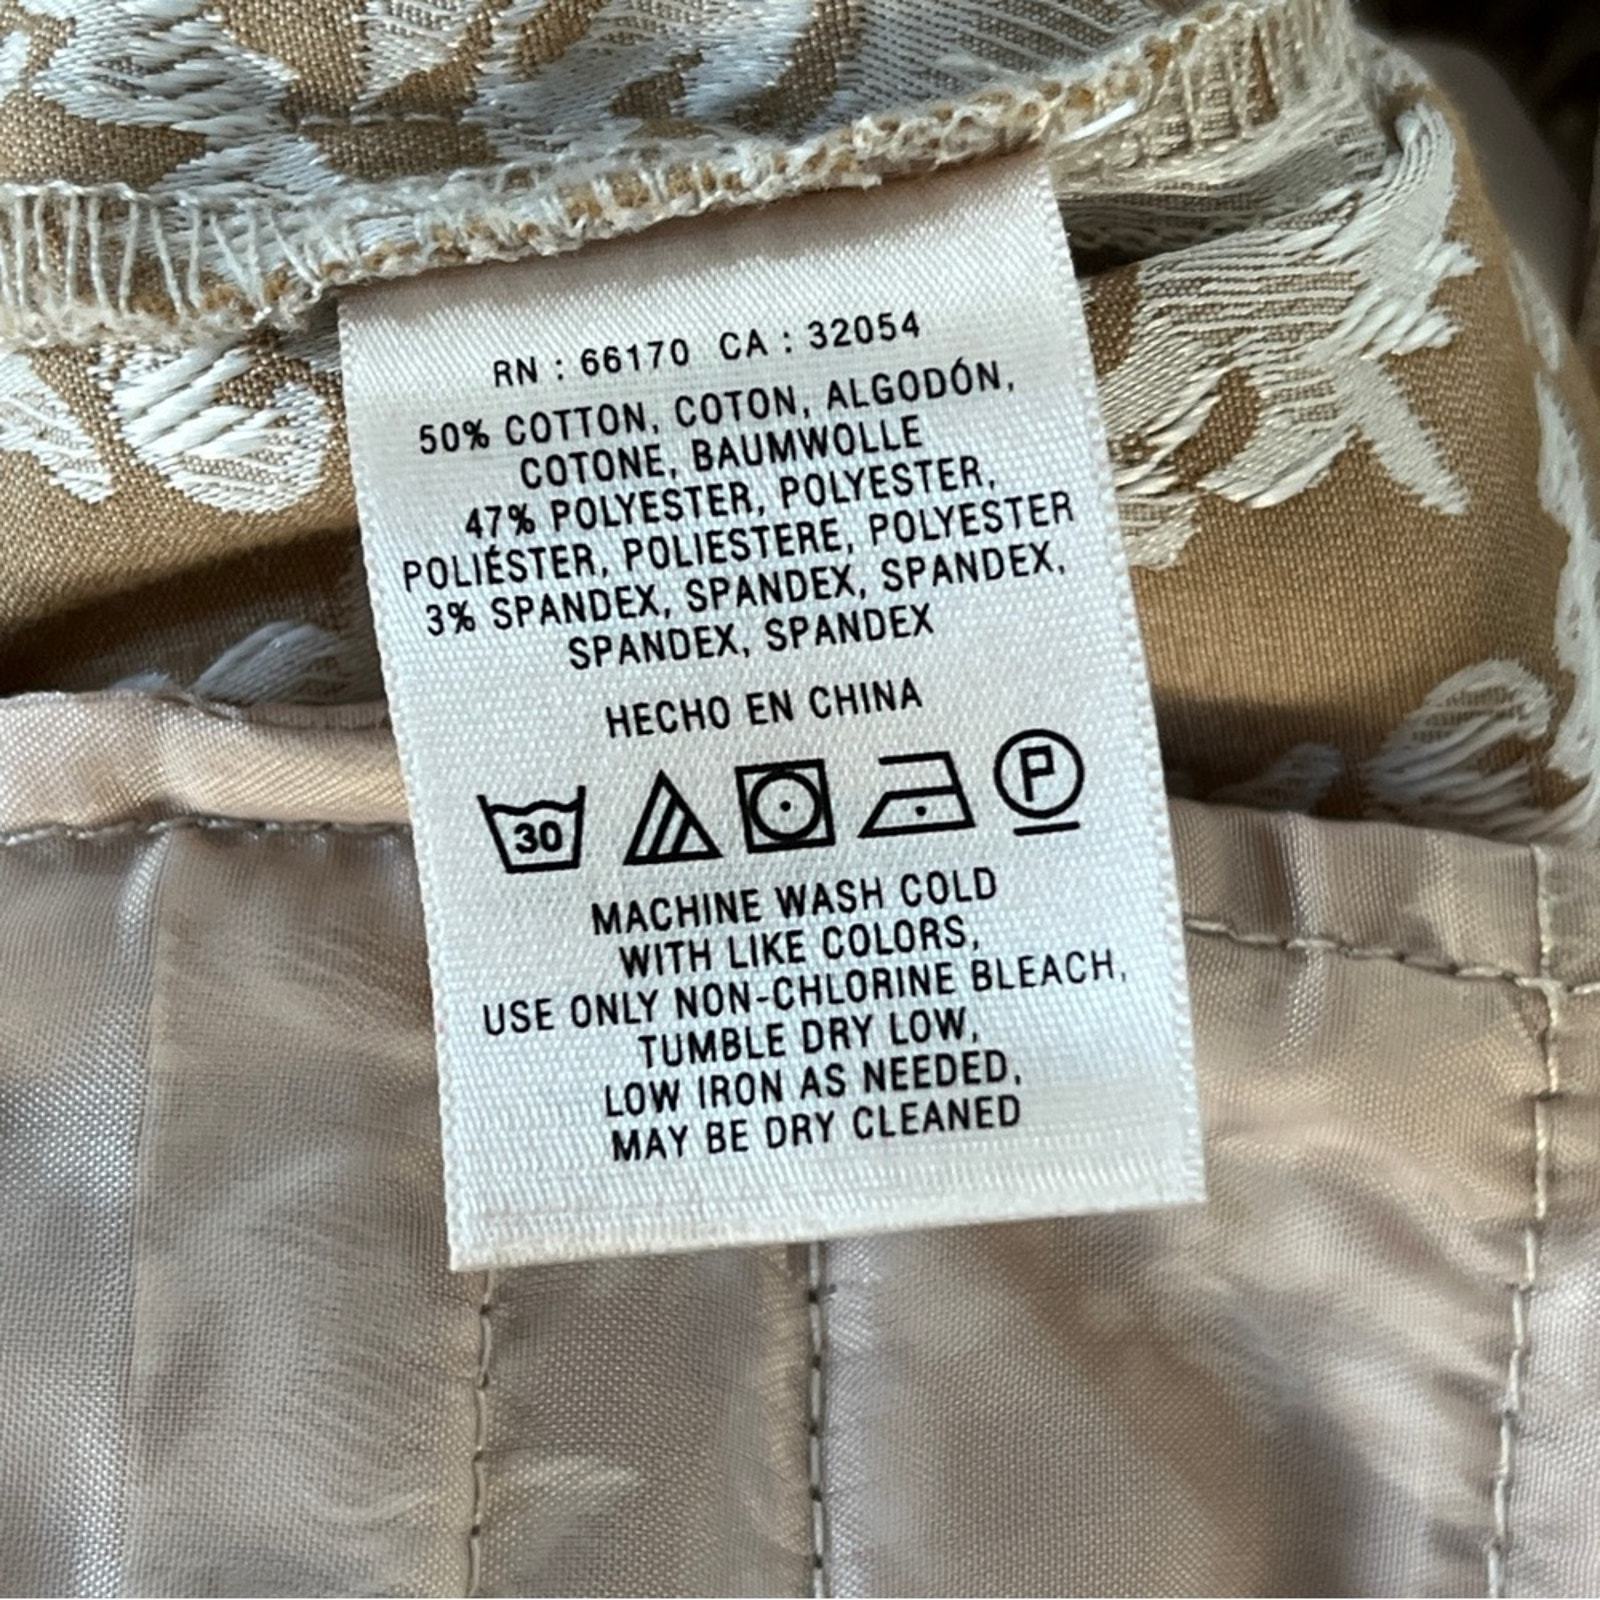 RN : 66170 CA : 32054
50% COTTON, COTON, ALGODÓN,
COTONE, BAUMWOLLE
47% POLYESTER, POLYESTER,
POLIÉSTER, POLIESTERE, POLYESTER
3% SPANDEX, SPANDEX, SPANDEX,
SPANDEX, SPANDEX
HECHO EN CHINA
30 P
MACHINE WASH COLD
WITH LIKE COLORS,
USE ONLY NON-CHLORINE BLEACH,
TUMBLE DRY LOW,
LOW IRON AS NEEDED,
MAY BE DRY CLEANED